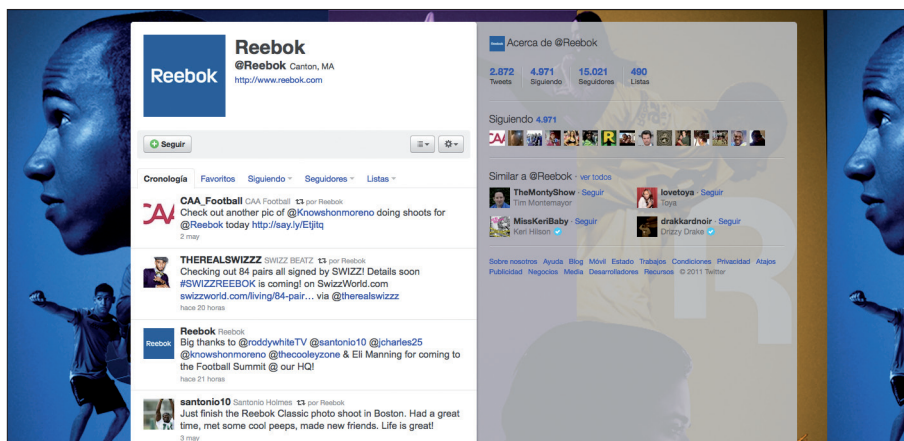 Reebok
Reebok
@Reebok Canton, MA
http://www.reebok.com
Seguir
Cronología Favoritos Siguiendo Seguidores Listas
CAA_Football CAA Football por Reebok
Check out another pic of @Knowshonmoreno doing shoots for
@Reebok today http://say.ly/Etjitq
2 may
THEREALSWIZZZ SWIZZ BEATZ por Reebok
Checking out 84 pairs all signed by SWIZZ! Details soon
#SWIZZREEBOK is coming! on SwizzWorld.com
swizzworld.com/living/84-pair… via @therealswizzz
hace 20 horas
Reebok
Reebok Reebok
Big thanks to @roddywhiteTV @santonio10 @jcharles25
@knowshonmoreno @thecooleyzone & Eli Manning for coming to
the Football Summit @ our HQ!
hace 21 horas
santonio10 Santonio Holmes por Reebok
Just finish the Reebok Classic photo shoot in Boston. Had a great
time, met some cool peeps, made new friends. Life is great!
3 may
Acerca de @Reebok
2.872 4.971 15.021 490
Tweets Siguiendo Seguidores Listas
Siguiendo 4.971
CAA
R
Similar a @Reebok · ver todos
TheMontyShow · Seguir
Tim Montemayor
lovetoya · Seguir
Toya
MissKeriBaby · Seguir
Keri Hilson
drakkardnoir · Seguir
Drizzy Drake
Sobre nosotros Ayuda Blog Móvil Estado Trabajos Condiciones Privacidad Atajos
Publicidad Negocios Media Desarrolladores Recursos © 2011 Twitter
R